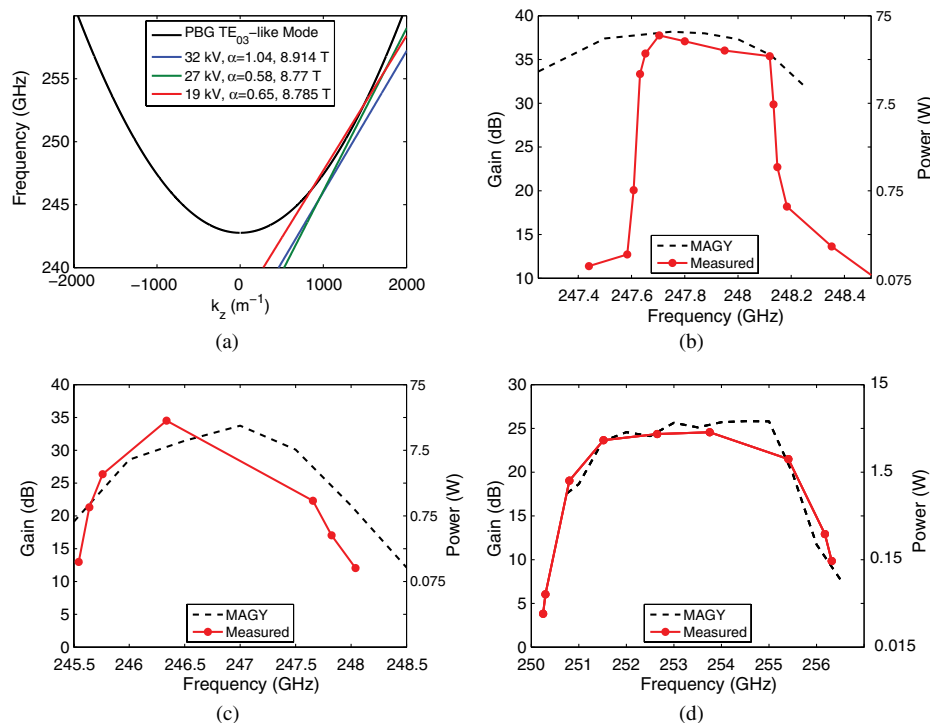 PBG TE03-like Mode
32 kV, α=1.04, 8.914 T
27 kV, α=0.58, 8.77 T
19 kV, α=0.65, 8.785 T
Frequency (GHz)
255
250
245
240
−2000 −1000 0 1000 2000
k_z (m⁻¹)
(a)
Gain (dB)
40
35
30
25
20
15
10
75
7.5
0.75
0.075
Power (W)
MAGY
Measured
247.4 247.6 247.8 248 248.2 248.4
Frequency (GHz)
(b)
Gain (dB)
40
35
30
25
20
15
10
5
0
75
7.5
0.75
0.075
Power (W)
MAGY
Measured
245.5 246 246.5 247 247.5 248 248.5
Frequency (GHz)
(c)
Gain (dB)
30
25
20
15
10
5
0
15
1.5
0.15
0.015
Power (W)
MAGY
Measured
250 251 252 253 254 255 256
Frequency (GHz)
(d)